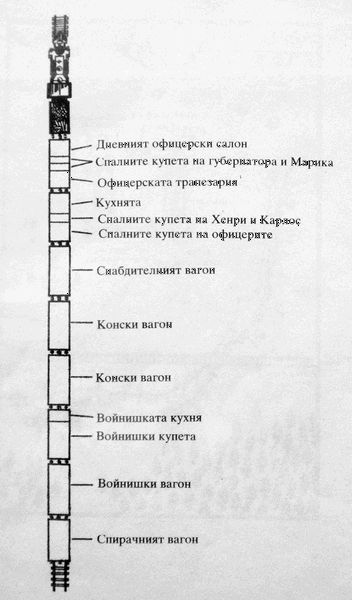 Дневният офицерски салон
Спалните купета на губернатора и Марика
Офицерската трапезария
Кухнята
Спалните купета на Хенри и Карлос
Спалните купета на офицерите
Снабдителният вагон
Конски вагон
Конски вагон
Войнишката кухня
Войнишки купета
Войнишки вагон
Спирачният вагон